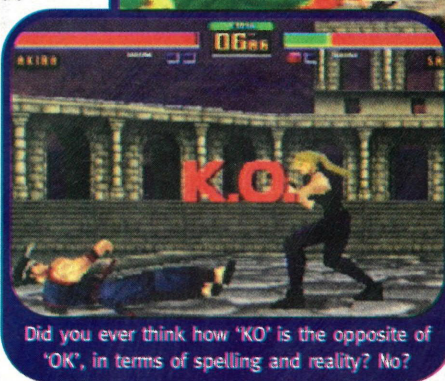 AKIRA
SA
K.O.
Did you ever think how 'KO' is the opposite of
'OK', in terms of spelling and reality? No?